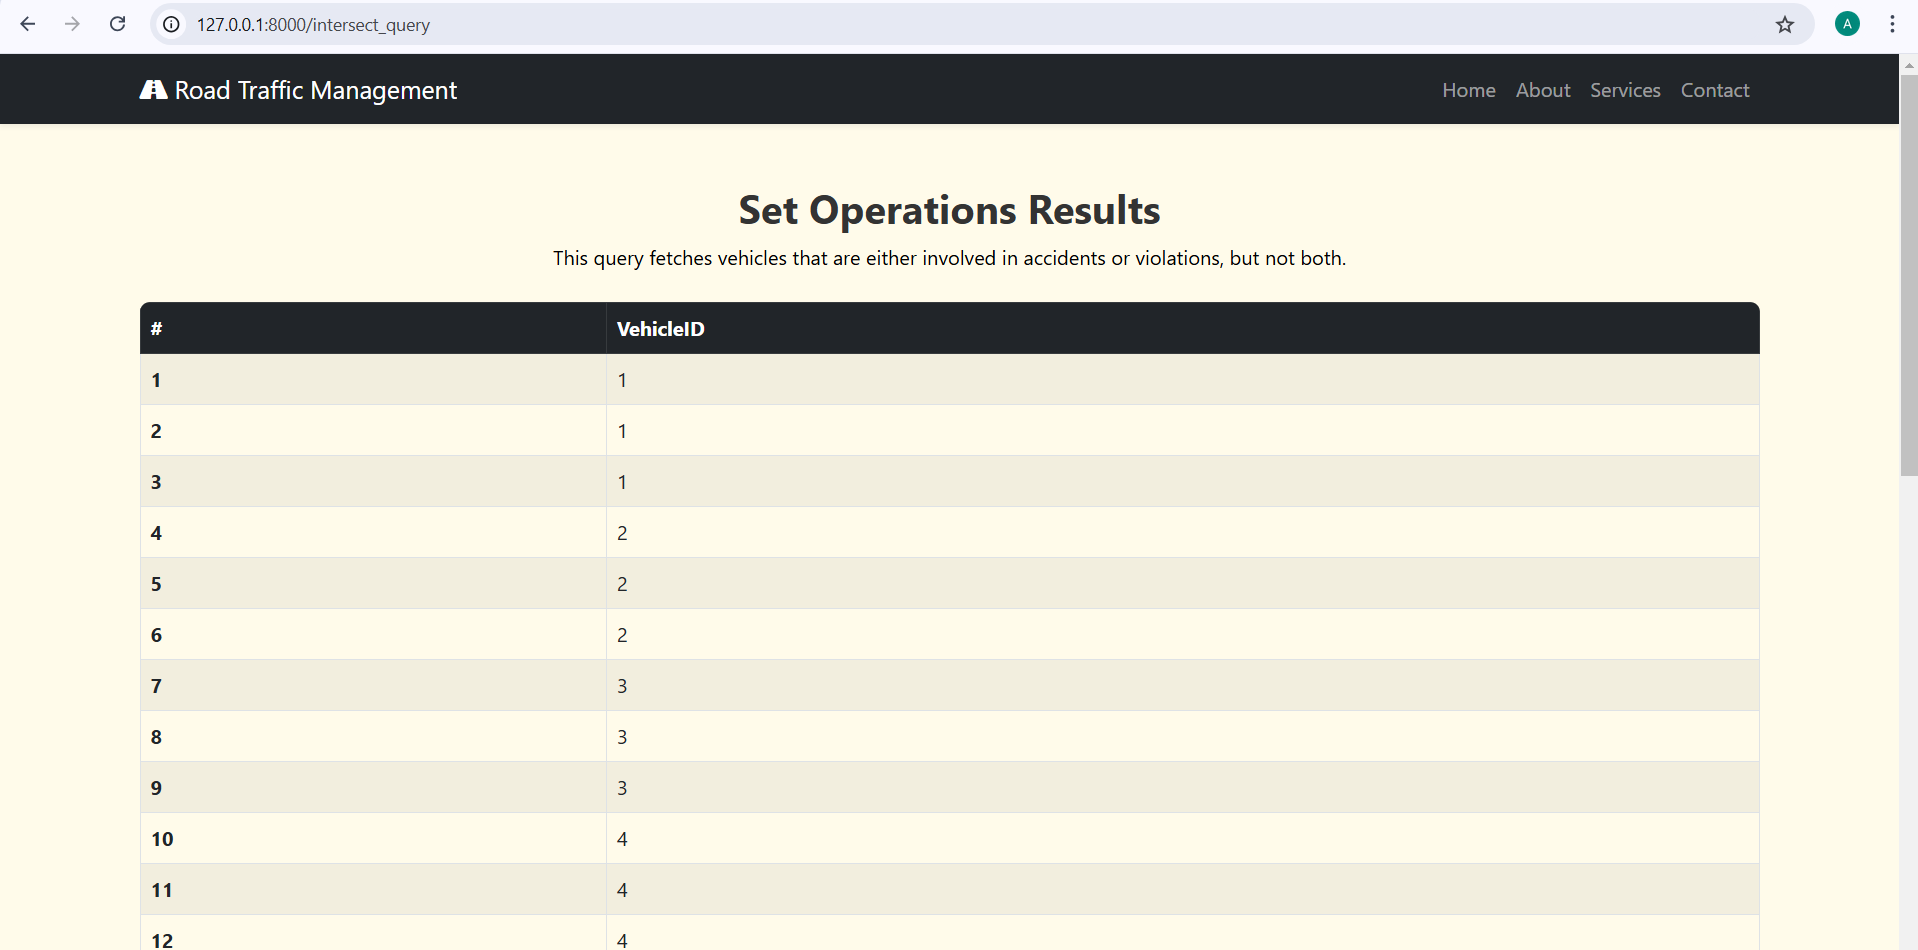 127.0.0.1:8000/intersect_query
A
Road Traffic Management
Home About Services Contact
Set Operations Results
This query fetches vehicles that are either involved in accidents or violations, but not both.
# VehicleID
1 1
2 1
3 1
4 2
5 2
6 2
7 3
8 3
9 3
10 4
11 4
12 4